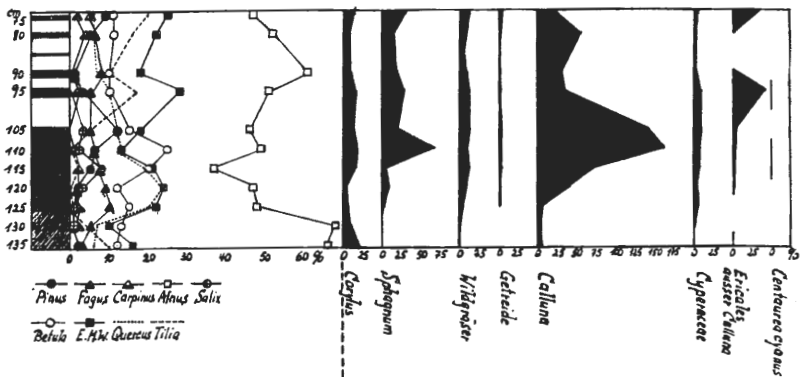 cm
75
80
90
95
105
110
115
120
125
130
135
0 10 20 30 40 50 60 % 0 25 0 25 50 75 0 25 0 25 0 25 75 100 125 150 175 0 25 0 25 0 25
Pinus Fagus Carpinus Alnus Salix
Betula E.M.W. Quercus Tilia
Corylus
Sphagnum
Wildgräser
Getreide
Calluna
Cyperaceae
Ericales
ausser Calluna
Centaurea cyanus